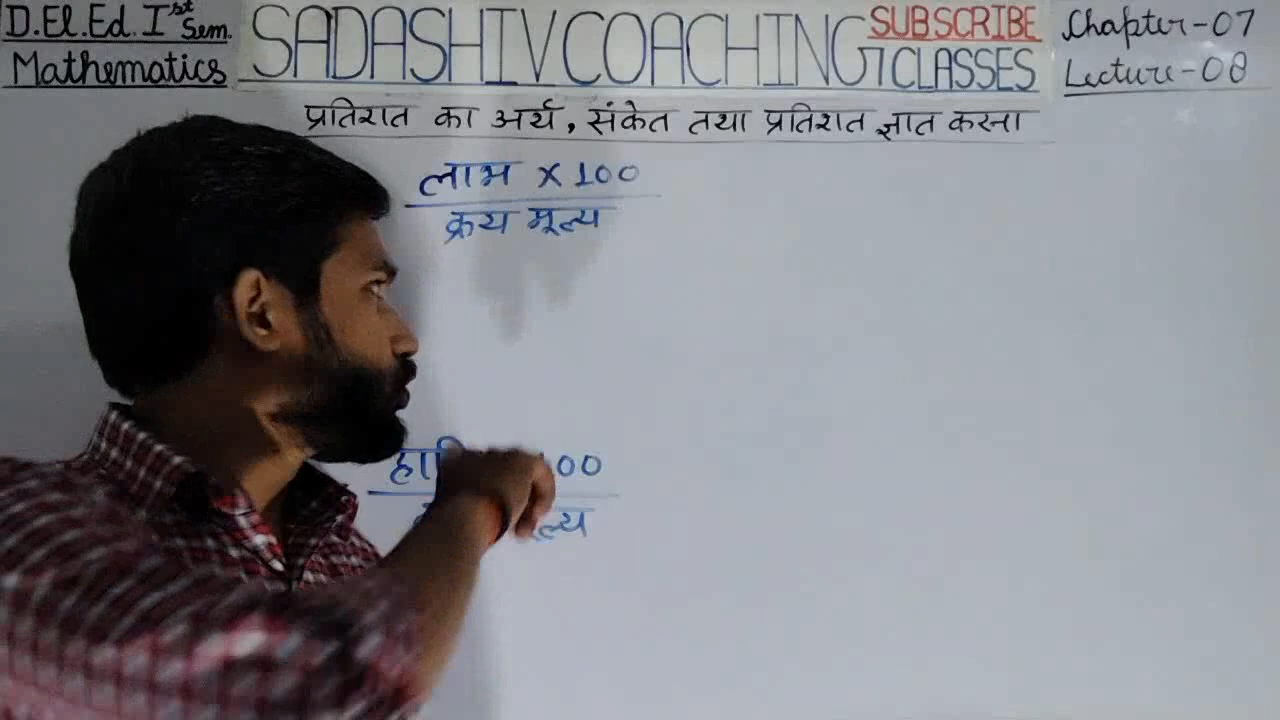 D.El.Ed. Ist Sem.
Mathematics
SADASHIV COACHING CLASSES
SUBSCRIBE
Chapter-07
Lecture-08
प्रतिशत का अर्थ, संकेत तथा प्रतिशत ज्ञात करना
लाभ × 100
क्रय मूल्य
00